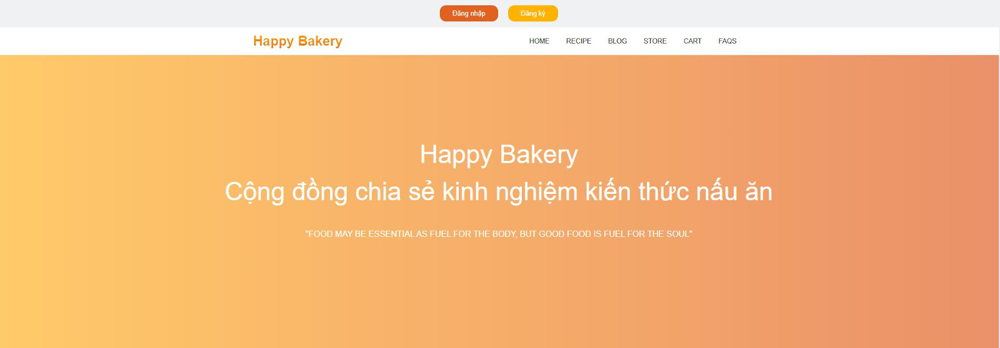 Đăng nhập Đăng ký
Happy Bakery HOME RECIPE BLOG STORE CART FAQS
Happy Bakery
Cộng đồng chia sẻ kinh nghiệm kiến thức nấu ăn
"FOOD MAY BE ESSENTIAL AS FUEL FOR THE BODY, BUT GOOD FOOD IS FUEL FOR THE SOUL"